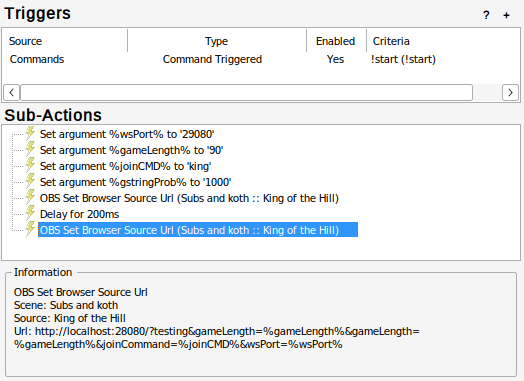 Triggers ? +
Source Type Enabled Criteria
Commands Command Triggered Yes !start (!start)
Sub-Actions
Set argument %wsPort% to '29080'
Set argument %gameLength% to '90'
Set argument %joinCMD% to 'king'
Set argument %gstringProb% to '1000'
OBS Set Browser Source Url (Subs and koth :: King of the Hill)
Delay for 200ms
OBS Set Browser Source Url (Subs and koth :: King of the Hill)
Information
OBS Set Browser Source Url
Scene: Subs and koth
Source: King of the Hill
Url: http://localhost:28080/?testing&gameLength=%gameLength%&gameLength=
%gameLength%&joinCommand=%joinCMD%&wsPort=%wsPort%